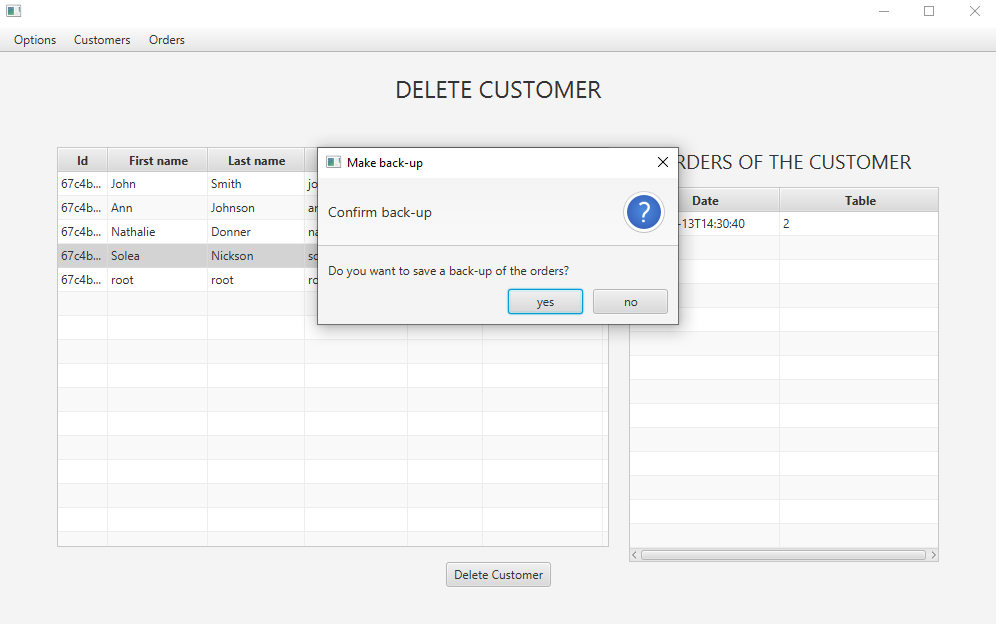 Options Customers Orders
DELETE CUSTOMER
Id First name Last name
67c4b... John Smith
67c4b... Ann Johnson
67c4b... Nathalie Donner
67c4b... Solea Nickson
67c4b... root root
Make back-up
Confirm back-up
?
Do you want to save a back-up of the orders?
yes no
RDERS OF THE CUSTOMER
Date Table
-13T14:30:40 2
Delete Customer